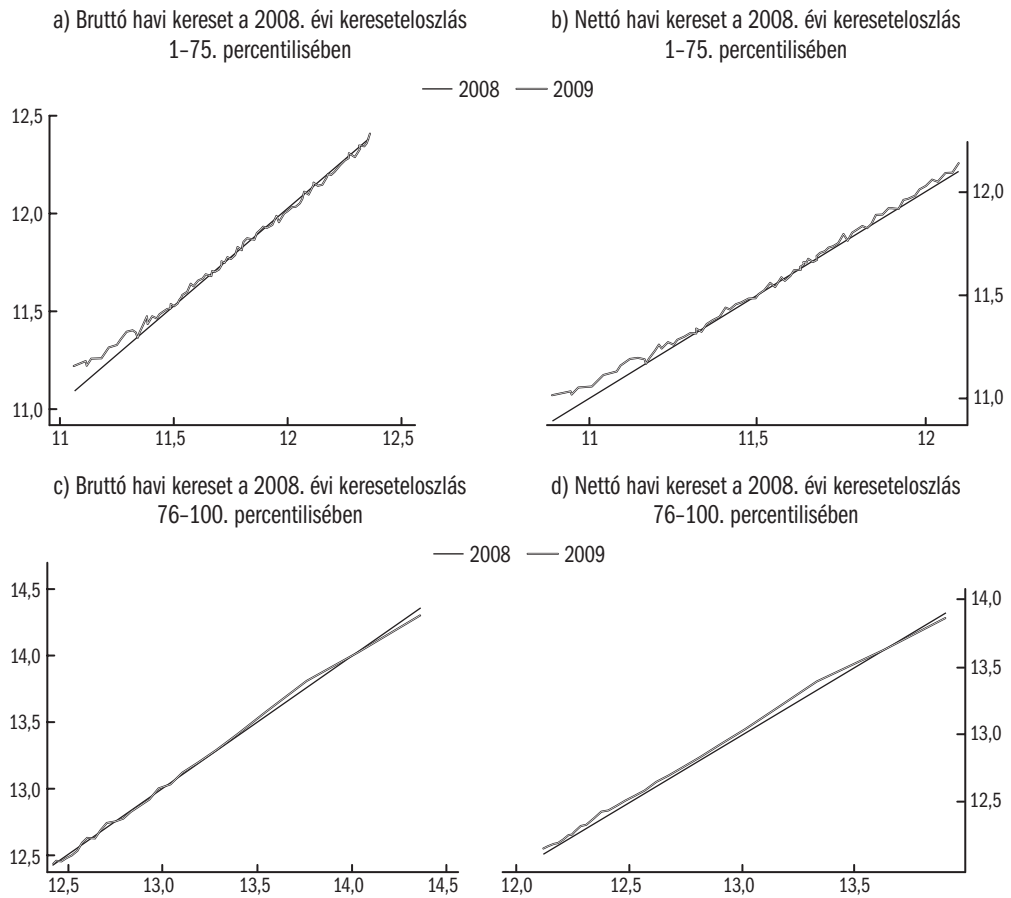 a) Bruttó havi kereset a 2008. évi kereseteloszlás
1–75. percentilisében
b) Nettó havi kereset a 2008. évi kereseteloszlás
1–75. percentilisében
2008 2009
12,5
12,0
11,5
11,0
11 11,5 12 12,5
12,0
11,5
11,0
11 11,5 12
c) Bruttó havi kereset a 2008. évi kereseteloszlás
76–100. percentilisében
d) Nettó havi kereset a 2008. évi kereseteloszlás
76–100. percentilisében
2008 2009
14,5
14,0
13,5
13,0
12,5
12,5 13,0 13,5 14,0 14,5
14,0
13,5
13,0
12,5
12,0 12,5 13,0 13,5